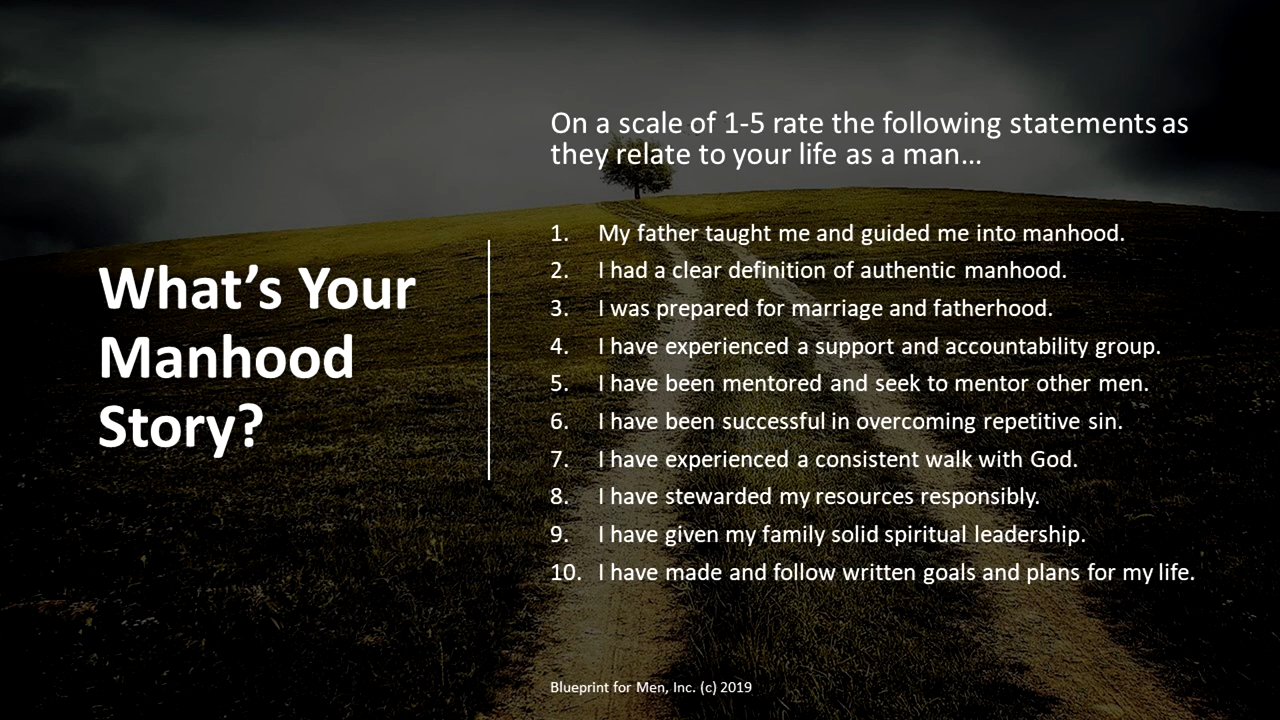 What's Your
Manhood
Story?
On a scale of 1-5 rate the following statements as
they relate to your life as a man…
1. My father taught me and guided me into manhood.
2. I had a clear definition of authentic manhood.
3. I was prepared for marriage and fatherhood.
4. I have experienced a support and accountability group.
5. I have been mentored and seek to mentor other men.
6. I have been successful in overcoming repetitive sin.
7. I have experienced a consistent walk with God.
8. I have stewarded my resources responsibly.
9. I have given my family solid spiritual leadership.
10. I have made and follow written goals and plans for my life.
Blueprint for Men, Inc. (c) 2019